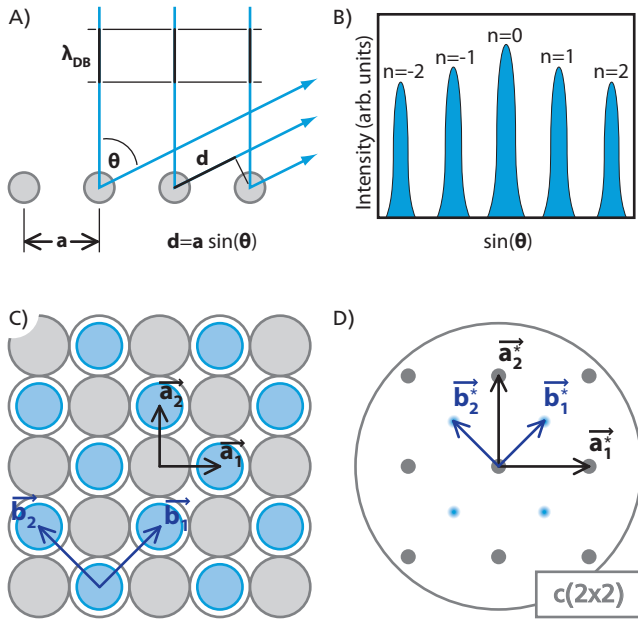 A)
λDB
θ
d
a
d=a sin(θ)
B)
Intensity (arb. units)
n=-2
n=-1
n=0
n=1
n=2
sin(θ)
C)
a2
a1
b2
b1
D)
a2*
b2*
b1*
a1*
c(2x2)